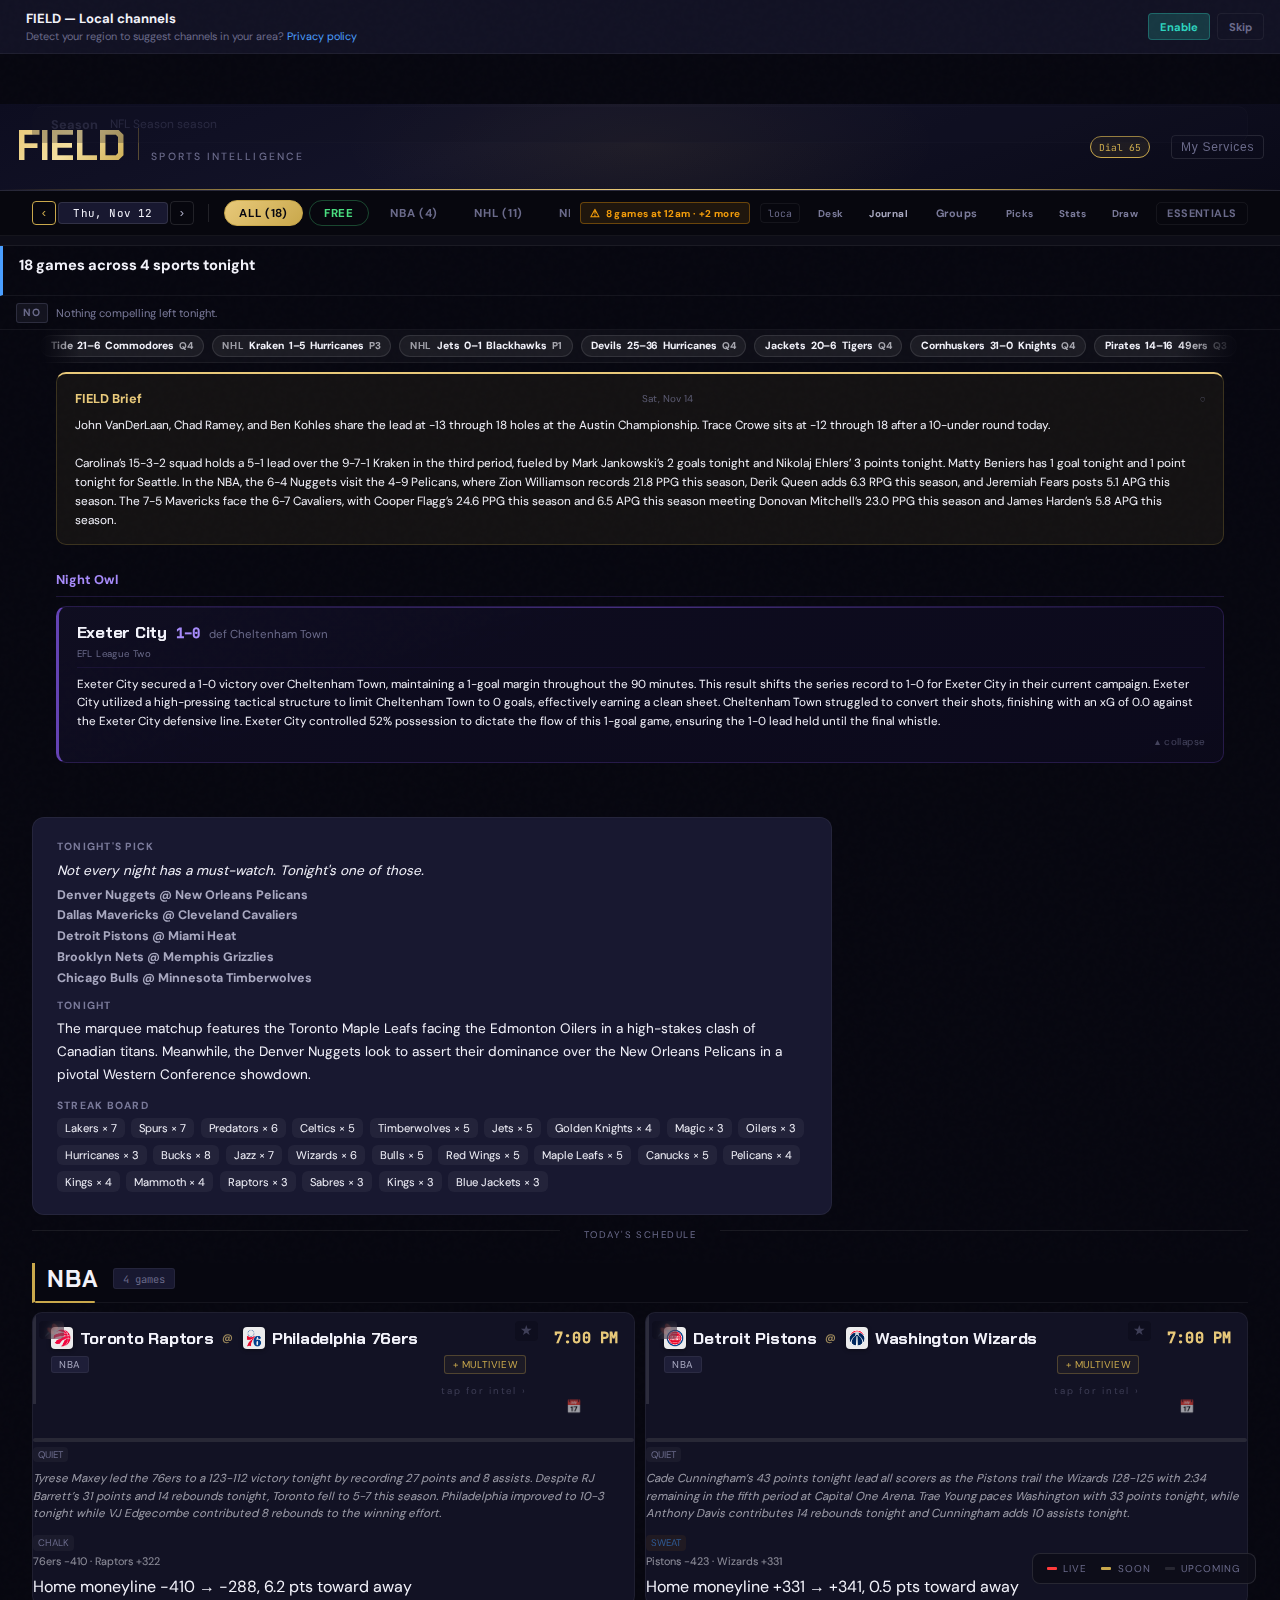 FIELD — Local channels
Detect your region to suggest channels in your area? Privacy policy
Enable
Skip
Season NFL Season season
FIELD
SPORTS INTELLIGENCE
Dial 65
My Services
‹ Thu, Nov 12 ›
ALL (18) FREE NBA (4) NHL (11) NI
⚠ 8 games at 12am · +2 more
loca Desk Journal Groups Picks Stats Draw ESSENTIALS
18 games across 4 sports tonight
NO Nothing compelling left tonight.
Tide 21–6 Commodores Q4 NHL Kraken 1–5 Hurricanes P3 NHL Jets 0–1 Blackhawks P1 Devils 25–36 Hurricanes Q4 Jackets 20–6 Tigers Q4 Cornhuskers 31–0 Knights Q4 Pirates 14–16 49ers Q3
FIELD Brief
Sat, Nov 14
John VanDerLaan, Chad Ramey, and Ben Kohles share the lead at -13 through 18 holes at the Austin Championship. Trace Crowe sits at -12 through 18 after a 10-under round today.
Carolina's 15-3-2 squad holds a 5-1 lead over the 9-7-1 Kraken in the third period, fueled by Mark Jankowski's 2 goals tonight and Nikolaj Ehlers' 3 points tonight. Matty Beniers has 1 goal tonight and 1 point
tonight for Seattle. In the NBA, the 6-4 Nuggets visit the 4-9 Pelicans, where Zion Williamson records 21.8 PPG this season, Derik Queen adds 6.3 RPG this season, and Jeremiah Fears posts 5.1 APG this
season. The 7-5 Mavericks face the 6-7 Cavaliers, with Cooper Flagg's 24.6 PPG this season and 6.5 APG this season meeting Donovan Mitchell's 23.0 PPG this season and James Harden's 5.8 APG this
season.
Night Owl
Exeter City 1–0 def Cheltenham Town
EFL League Two
Exeter City secured a 1-0 victory over Cheltenham Town, maintaining a 1-goal margin throughout the 90 minutes. This result shifts the series record to 1-0 for Exeter City in their current campaign. Exeter
City utilized a high-pressing tactical structure to limit Cheltenham Town to 0 goals, effectively earning a clean sheet. Cheltenham Town struggled to convert their shots, finishing with an xG of 0.0 against
the Exeter City defensive line. Exeter City controlled 52% possession to dictate the flow of this 1-goal game, ensuring the 1-0 lead held until the final whistle.
▴ collapse
TONIGHT'S PICK
Not every night has a must-watch. Tonight's one of those.
Denver Nuggets @ New Orleans Pelicans
Dallas Mavericks @ Cleveland Cavaliers
Detroit Pistons @ Miami Heat
Brooklyn Nets @ Memphis Grizzlies
Chicago Bulls @ Minnesota Timberwolves
TONIGHT
The marquee matchup features the Toronto Maple Leafs facing the Edmonton Oilers in a high-stakes clash of
Canadian titans. Meanwhile, the Denver Nuggets look to assert their dominance over the New Orleans Pelicans in a
pivotal Western Conference showdown.
STREAK BOARD
Lakers × 7 Spurs × 7 Predators × 6 Celtics × 5 Timberwolves × 5 Jets × 5 Golden Knights × 4 Magic × 3 Oilers × 3
Hurricanes × 3 Bucks × 8 Jazz × 7 Wizards × 6 Bulls × 5 Red Wings × 5 Maple Leafs × 5 Canucks × 5 Pelicans × 4
Kings × 4 Mammoth × 4 Raptors × 3 Sabres × 3 Kings × 3 Blue Jackets × 3
TODAY'S SCHEDULE
NBA 4 games
Toronto Raptors @ Philadelphia 76ers ★ 7:00 PM
NBA
+ MULTIVIEW
tap for intel ›
QUIET
Tyrese Maxey led the 76ers to a 123-112 victory tonight by recording 27 points and 8 assists. Despite RJ
Barrett's 31 points and 14 rebounds tonight, Toronto fell to 5-7 this season. Philadelphia improved to 10-3
tonight while VJ Edgecombe contributed 8 rebounds to the winning effort.
CHALK
76ers -410 · Raptors +322
Home moneyline -410 → -288, 6.2 pts toward away
Detroit Pistons @ Washington Wizards ★ 7:00 PM
NBA
+ MULTIVIEW
tap for intel ›
QUIET
Cade Cunningham's 43 points tonight lead all scorers as the Pistons trail the Wizards 128-125 with 2:34
remaining in the fifth period at Capital One Arena. Trae Young paces Washington with 33 points tonight, while
Anthony Davis contributes 14 rebounds tonight and Cunningham adds 10 assists tonight.
SWEAT
Pistons -423 · Wizards +331
Home moneyline +331 → +341, 0.5 pts toward away
LIVE SOON UPCOMING